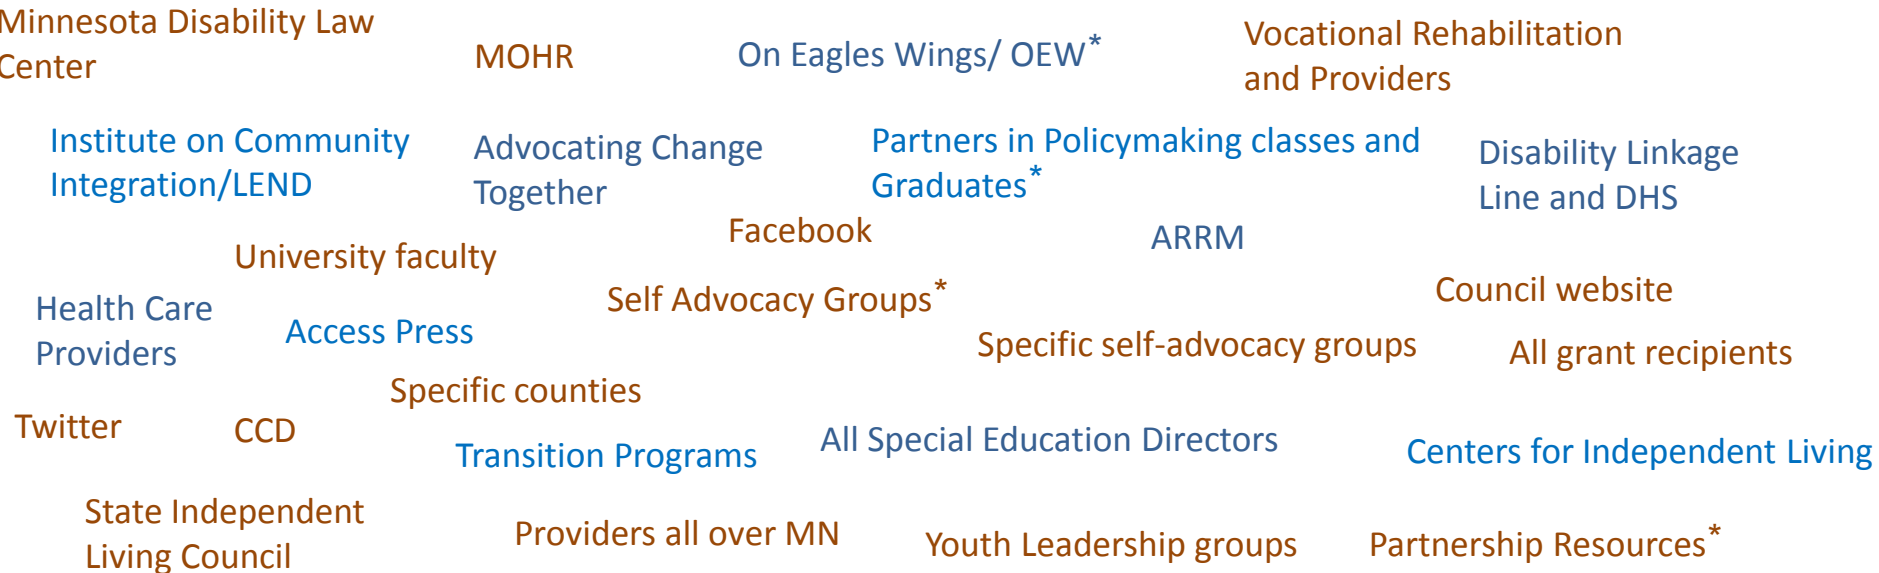 Minnesota Disability Law
Center
MOHR
On Eagles Wings/ OEW*
Vocational Rehabilitation
and Providers
Institute on Community
Integration/LEND
Advocating Change
Together
Partners in Policymaking classes and
Graduates*
Disability Linkage
Line and DHS
Facebook
ARRM
University faculty
Self Advocacy Groups*
Council website
Health Care
Providers
Access Press
Specific self-advocacy groups
All grant recipients
Specific counties
Twitter
CCD
Transition Programs
All Special Education Directors
Centers for Independent Living
State Independent
Living Council
Providers all over MN
Youth Leadership groups
Partnership Resources*